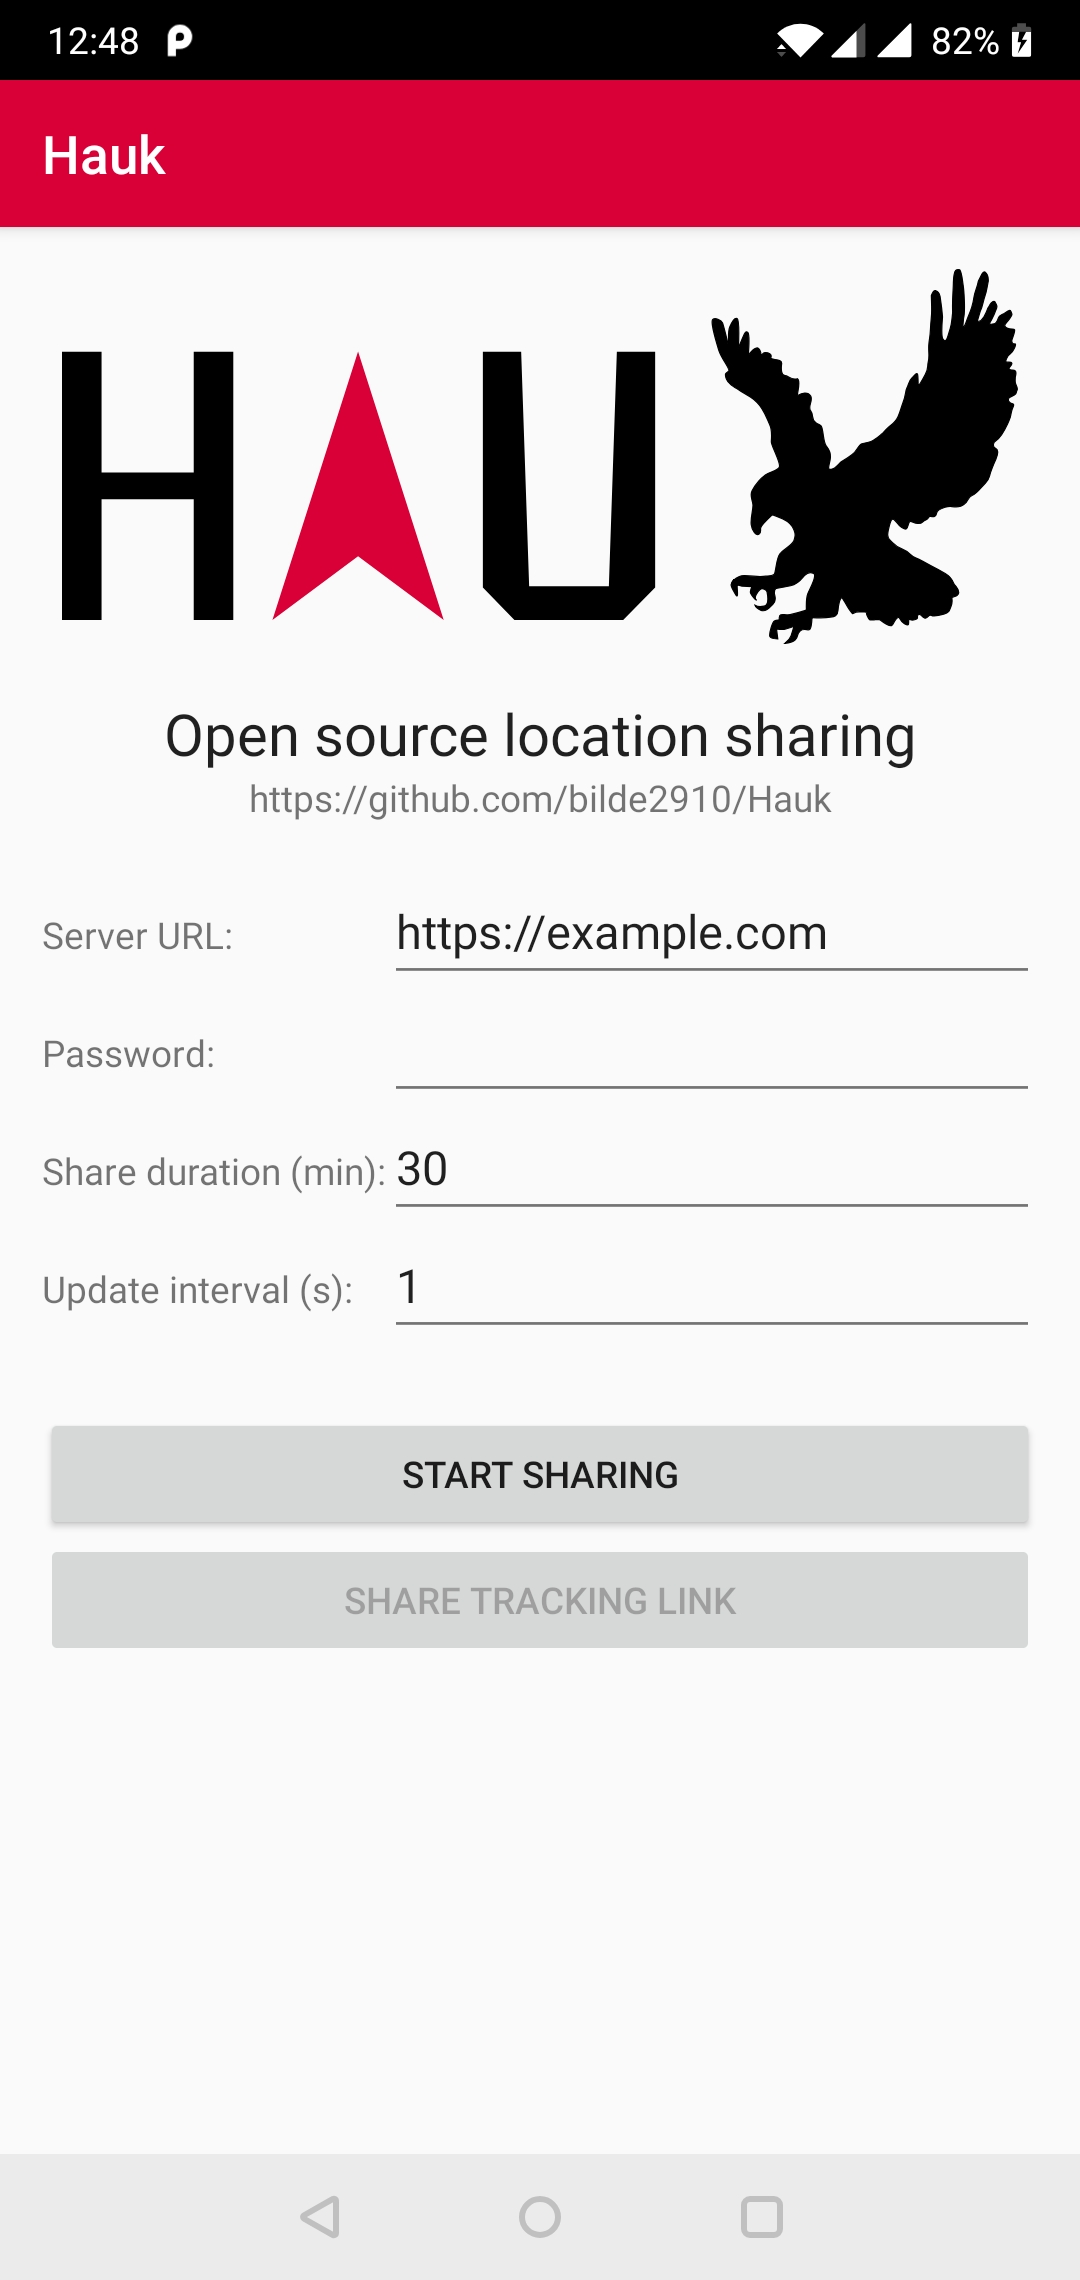 12:48 82%
Hauk
HAU
Open source location sharing
https://github.com/bilde2910/Hauk
Server URL: https://example.com
Password:
Share duration (min): 30
Update interval (s): 1
START SHARING
SHARE TRACKING LINK